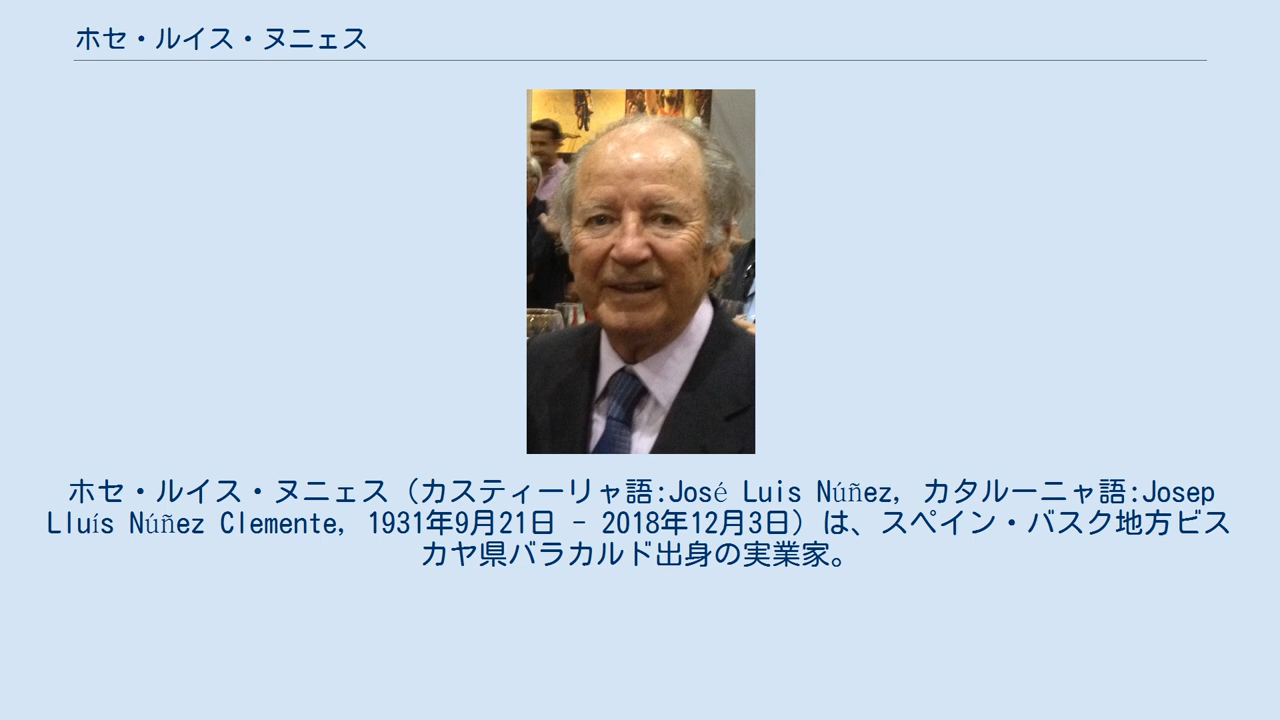 ホセ・ルイス・ヌニェス
ホセ・ルイス・ヌニェス（カスティーリャ語:José Luis Núñez, カタルーニャ語:Josep
Lluís Núñez Clemente, 1931年9月21日 - 2018年12月3日）は、スペイン・バスク地方ビス
カヤ県バラカルド出身の実業家。